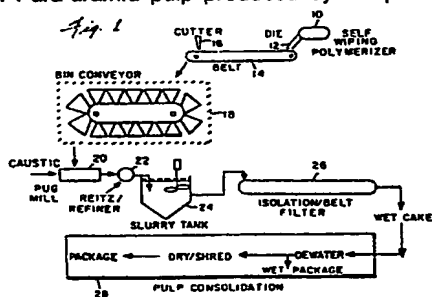 Fig. 1
CUTTER
16
DIE
12
10
SELF
WIPING
POLYMERIZER
BELT
14
BIN CONVEYOR
18
CAUSTIC
20
22
PUG
MILL
REITZ/
REFINER
24
SLURRY TANK
26
ISOLATION/BELT
FILTER
WET CAKE
PACKAGE
DRY/SHRED
DEWATER
WET PACKAGE
28
PULP CONSOLIDATION